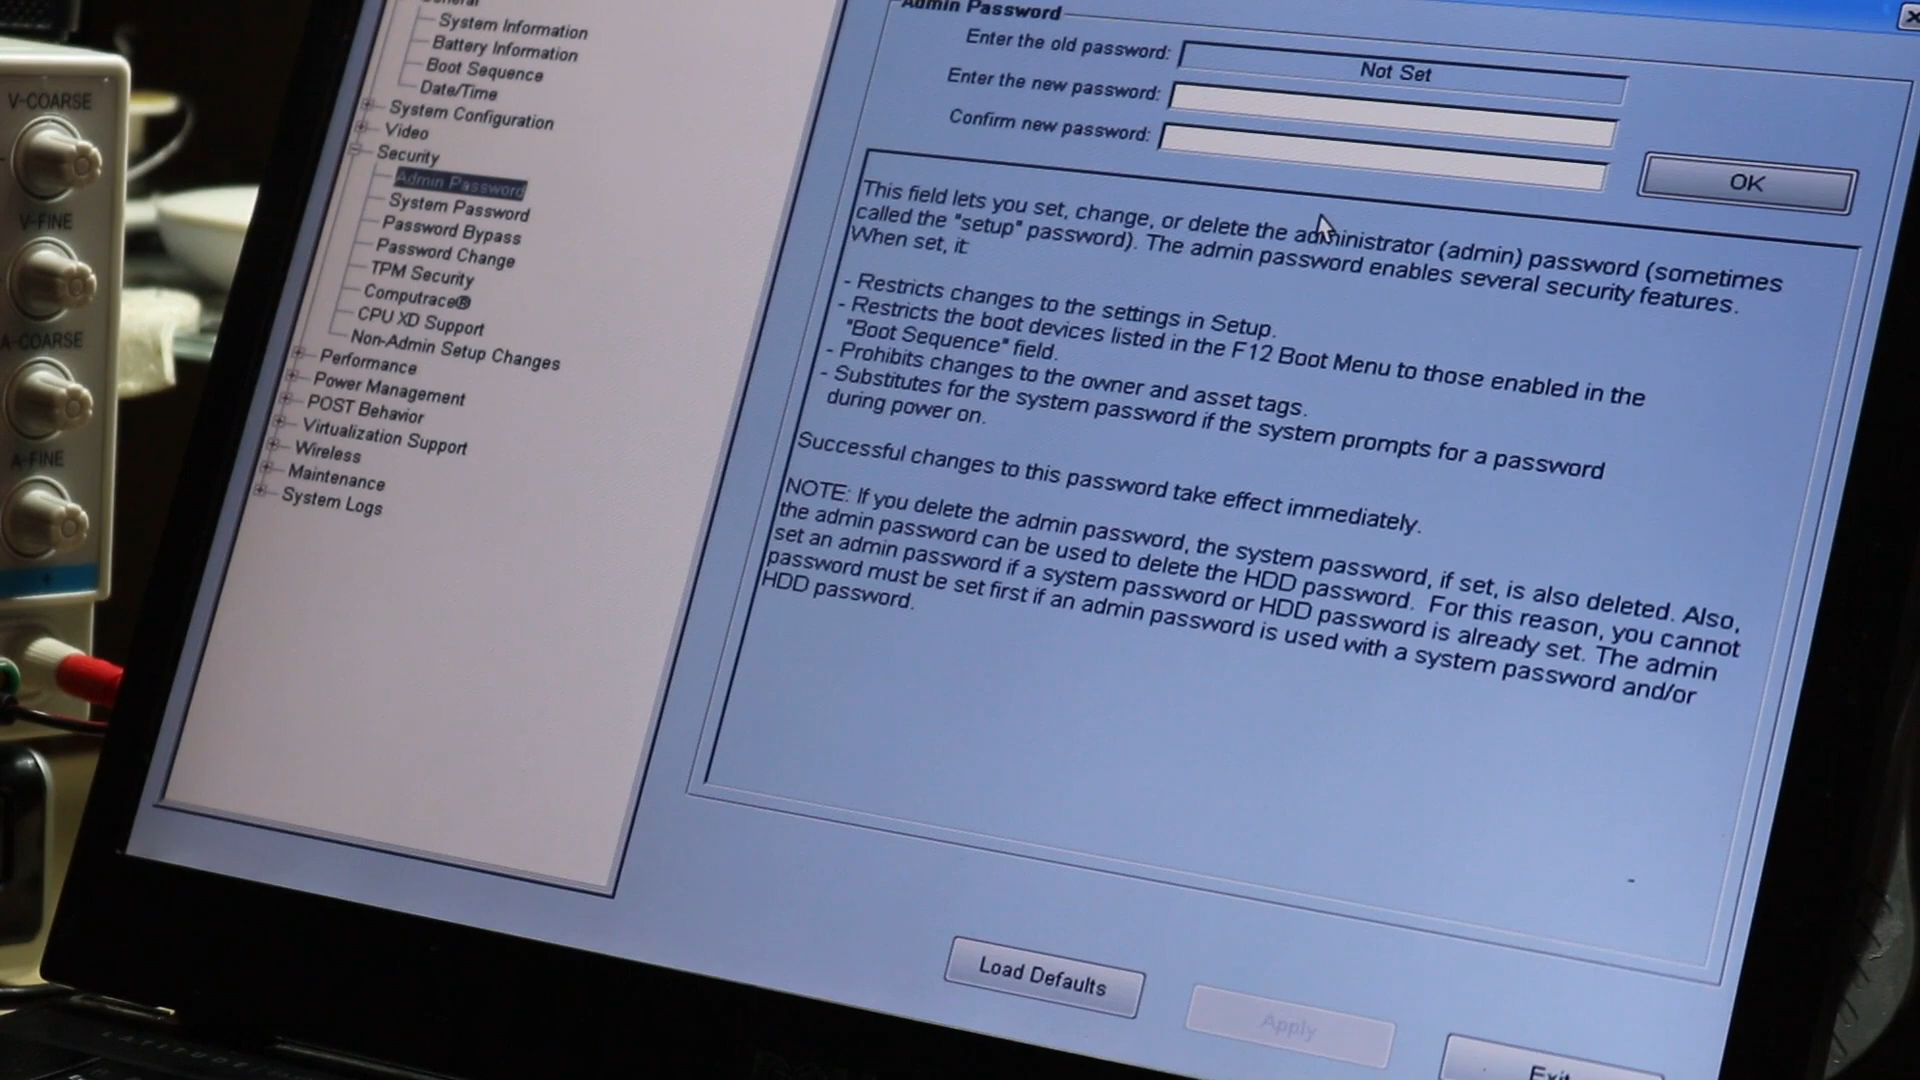 V-COARSE
V-FINE
A-COARSE
A-FINE
General
System Information
Battery Information
Boot Sequence
Date/Time
System Configuration
Video
Security
Admin Password
System Password
Password Bypass
Password Change
TPM Security
Computrace®
CPU XD Support
Non-Admin Setup Changes
Performance
Power Management
POST Behavior
Virtualization Support
Wireless
Maintenance
System Logs
Admin Password
Enter the old password:
Not Set
Enter the new password:
Confirm new password:
OK
This field lets you set, change, or delete the administrator (admin) password (sometimes
called the "setup" password). The admin password enables several security features.
When set, it:
- Restricts changes to the settings in Setup.
- Restricts the boot devices listed in the F12 Boot Menu to those enabled in the
"Boot Sequence" field.
- Prohibits changes to the owner and asset tags.
- Substitutes for the system password if the system prompts for a password
during power on.
Successful changes to this password take effect immediately.
NOTE: If you delete the admin password, the system password, if set, is also deleted. Also,
the admin password can be used to delete the HDD password. For this reason, you cannot
set an admin password if a system password or HDD password is already set. The admin
password must be set first if an admin password is used with a system password and/or
HDD password.
Load Defaults
Apply
Exit
LATITUDE